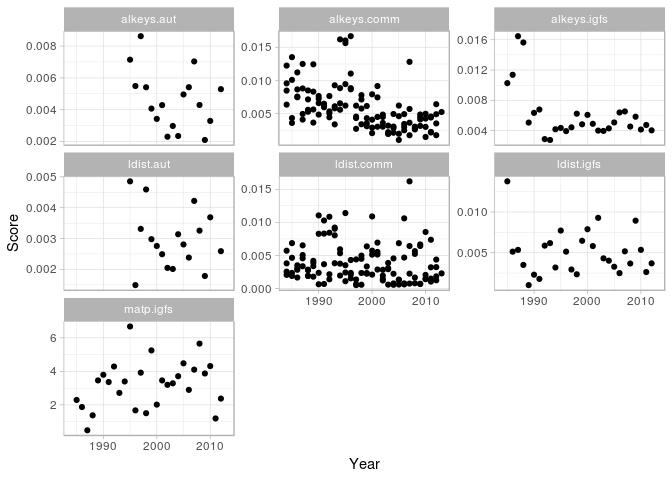 alkeys.aut alkeys.comm alkeys.igfs
0.008 0.015 0.016
0.006 0.010 0.012
0.004 0.005 0.008
0.002 0.004
ldist.aut ldist.comm ldist.igfs
0.005 0.015
0.004 0.010 0.010
0.003 0.005 0.005
0.002 0.000
1990 2000 2010 1990 2000 2010
matp.igfs
6
4
2
1990 2000 2010
Score
Year